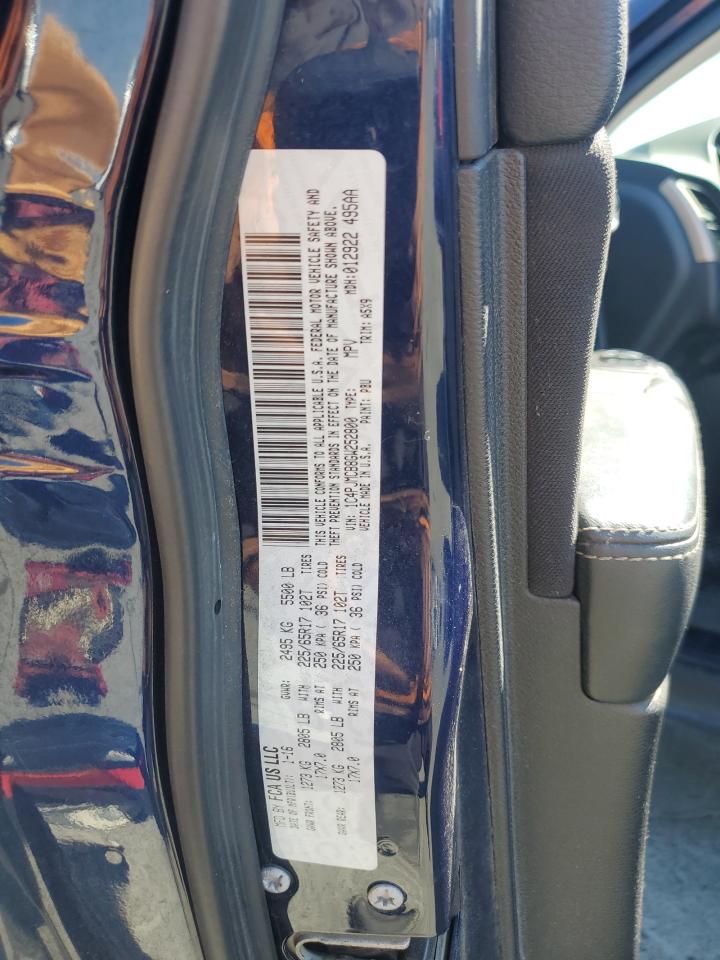 MFD BY FCA US LLC
DATE OF MFR(BUILT): 1-16 GVWR: 2495 KG 5500 LB
GAWR FRONT: 1273 KG 2805 LB WITH 225/65R17 102T TIRES
17X7.0 RIMS AT 250 KPA ( 36 PSI) COLD
GAWR REAR: 1273 KG 2805 LB WITH 225/65R17 102T TIRES
17X7.0 RIMS AT 250 KPA ( 36 PSI) COLD
THIS VEHICLE CONFORMS TO ALL APPLICABLE U.S.A. FEDERAL MOTOR VEHICLE SAFETY AND
THEFT PREVENTION STANDARDS IN EFFECT ON THE DATE OF MANUFACTURE SHOWN ABOVE.
VIN: 1C4PJMCB8GW252800 TYPE: MPV MDH:012922 495AA
VEHICLE MADE IN U.S.A. PAINT: PBU TRIM: A5X9